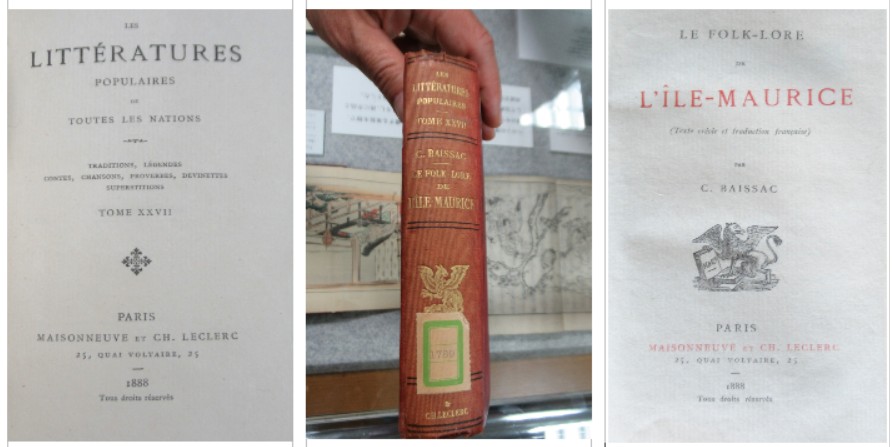 LES
LITTÉRATURES
POPULAIRES
DE
TOUTES LES NATIONS
TRADITIONS, LÉGENDES
CONTES, CHANSONS, PROVERBES, DEVINETTES
SUPERSTITIONS
TOME XXVII
PARIS
MAISONNEUVE ET CH. LECLERC
25, QUAI VOLTAIRE, 25
1888
Tous droits réservés
LES
LITTÉRATURES
POPULAIRES
TOME XXVII
C. BAISSAC
LE FOLK-LORE
DE
L'ILE MAURICE
1700
&
CH. LECLERC
LE FOLK-LORE
DE
L'ÎLE-MAURICE
(Texte créole et traduction française)
PAR
C. BAISSAC
PARIS
MAISONNEUVE ET CH. LECLERC
25, QUAI VOLTAIRE, 25
1888
Tous droits réservés